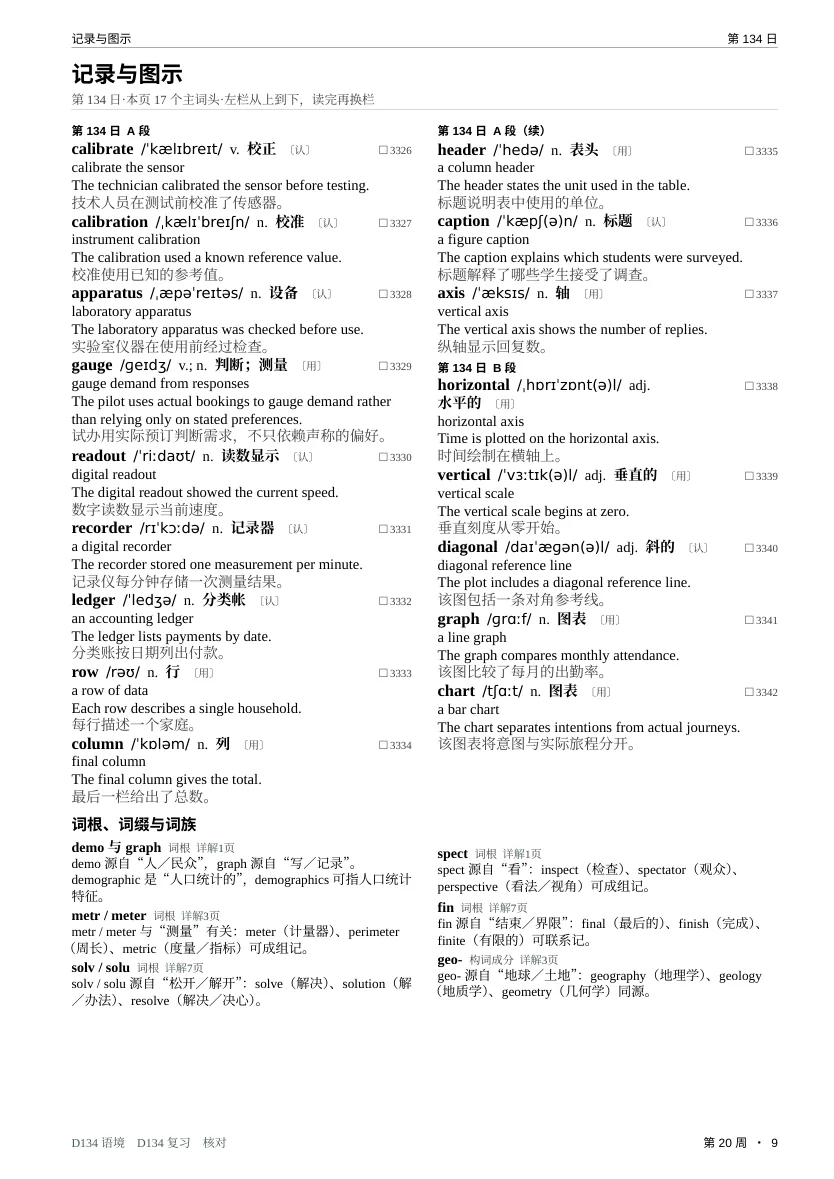 记录与图示 第 134 日
记录与图示
第 134 日·本页 17 个主词头·左栏从上到下，读完再换栏
第 134 日 A 段
calibrate /ˈkælɪbreɪt/ v. 校正 〔认〕 □ 3326
calibrate the sensor
The technician calibrated the sensor before testing.
技术人员在测试前校准了传感器。
calibration /ˌkælɪˈbreɪʃn/ n. 校准 〔认〕 □ 3327
instrument calibration
The calibration used a known reference value.
校准使用已知的参考值。
apparatus /ˌæpəˈreɪtəs/ n. 设备 〔认〕 □ 3328
laboratory apparatus
The laboratory apparatus was checked before use.
实验室仪器在使用前经过检查。
gauge /ɡeɪdʒ/ v.; n. 判断；测量 〔用〕 □ 3329
gauge demand from responses
The pilot uses actual bookings to gauge demand rather
than relying only on stated preferences.
试办用实际预订判断需求，不只依赖声称的偏好。
readout /ˈriːdaʊt/ n. 读数显示 〔认〕 □ 3330
digital readout
The digital readout showed the current speed.
数字读数显示当前速度。
recorder /rɪˈkɔːdə/ n. 记录器 〔认〕 □ 3331
a digital recorder
The recorder stored one measurement per minute.
记录仪每分钟存储一次测量结果。
ledger /ˈledʒə/ n. 分类帐 〔认〕 □ 3332
an accounting ledger
The ledger lists payments by date.
分类账按日期列出付款。
row /rəʊ/ n. 行 〔用〕 □ 3333
a row of data
Each row describes a single household.
每行描述一个家庭。
column /ˈkɒləm/ n. 列 〔用〕 □ 3334
final column
The final column gives the total.
最后一栏给出了总数。
第 134 日 A 段（续）
header /ˈhedə/ n. 表头 〔用〕 □ 3335
a column header
The header states the unit used in the table.
标题说明表中使用的单位。
caption /ˈkæpʃ(ə)n/ n. 标题 〔认〕 □ 3336
a figure caption
The caption explains which students were surveyed.
标题解释了哪些学生接受了调查。
axis /ˈæksɪs/ n. 轴 〔用〕 □ 3337
vertical axis
The vertical axis shows the number of replies.
纵轴显示回复数。
第 134 日 B 段
horizontal /ˌhɒrɪˈzɒnt(ə)l/ adj. □ 3338
水平的 〔用〕
horizontal axis
Time is plotted on the horizontal axis.
时间绘制在横轴上。
vertical /ˈvɜːtɪk(ə)l/ adj. 垂直的 〔用〕 □ 3339
vertical scale
The vertical scale begins at zero.
垂直刻度从零开始。
diagonal /daɪˈæɡən(ə)l/ adj. 斜的 〔认〕 □ 3340
diagonal reference line
The plot includes a diagonal reference line.
该图包括一条对角参考线。
graph /ɡrɑːf/ n. 图表 〔用〕 □ 3341
a line graph
The graph compares monthly attendance.
该图比较了每月的出勤率。
chart /tʃɑːt/ n. 图表 〔用〕 □ 3342
a bar chart
The chart separates intentions from actual journeys.
该图表将意图与实际旅程分开。
词根、词缀与词族
demo 与 graph 词根 详解1页
demo 源自“人／民众”，graph 源自“写／记录”。
demographic 是“人口统计的”，demographics 可指人口统计
特征。
metr / meter 词根 详解3页
metr / meter 与“测量”有关：meter（计量器）、perimeter
（周长）、metric（度量／指标）可成组记。
solv / solu 词根 详解7页
solv / solu 源自“松开／解开”：solve（解决）、solution（解
／办法）、resolve（解决／决心）。
spect 词根 详解1页
spect 源自“看”：inspect（检查）、spectator（观众）、
perspective（看法／视角）可成组记。
fin 词根 详解7页
fin 源自“结束／界限”：final（最后的）、finish（完成）、
finite（有限的）可联系记。
geo- 构词成分 详解3页
geo- 源自“地球／土地”：geography（地理学）、geology
（地质学）、geometry（几何学）同源。
D134 语境 D134 复习 核对 第 20 周 · 9